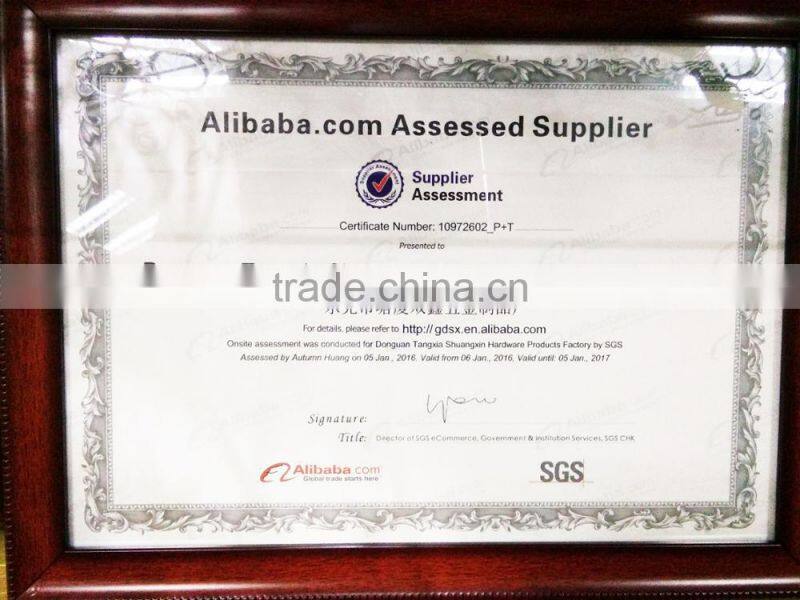 Alibaba.com Assessed Supplier
Supplier Assessment
Supplier
Assessment
Certificate Number: 10972602_P+T
Presented to
trade.china.cn
For details, please refer to http://gdsx.en.alibaba.com
Onsite assessment was conducted for Donguan Tangxia Shuangxin Hardware Products Factory by SGS
Assessed by Autumn Huang on 05 Jan., 2016, Valid from 06 Jan., 2016, Valid until: 05 Jan., 2017
Signature:
Title: Director of SGS eCommerce, Government & Institution Services, SGS CHK
Alibaba.com
Global trade starts here
SGS